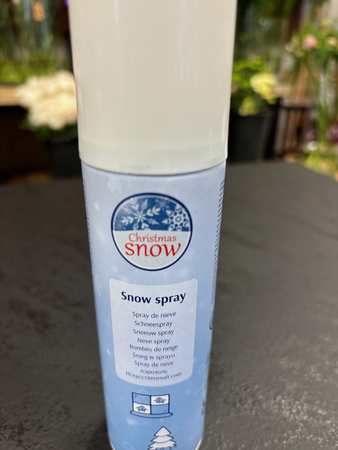 Christmas
snow
Snow spray
Spray de nieve
Schneespray
Sneeuw spray
Neve spray
Bombes de neige
Śnieg w sprayu
Spray de neve
Аэрозоль
Искусственный снег